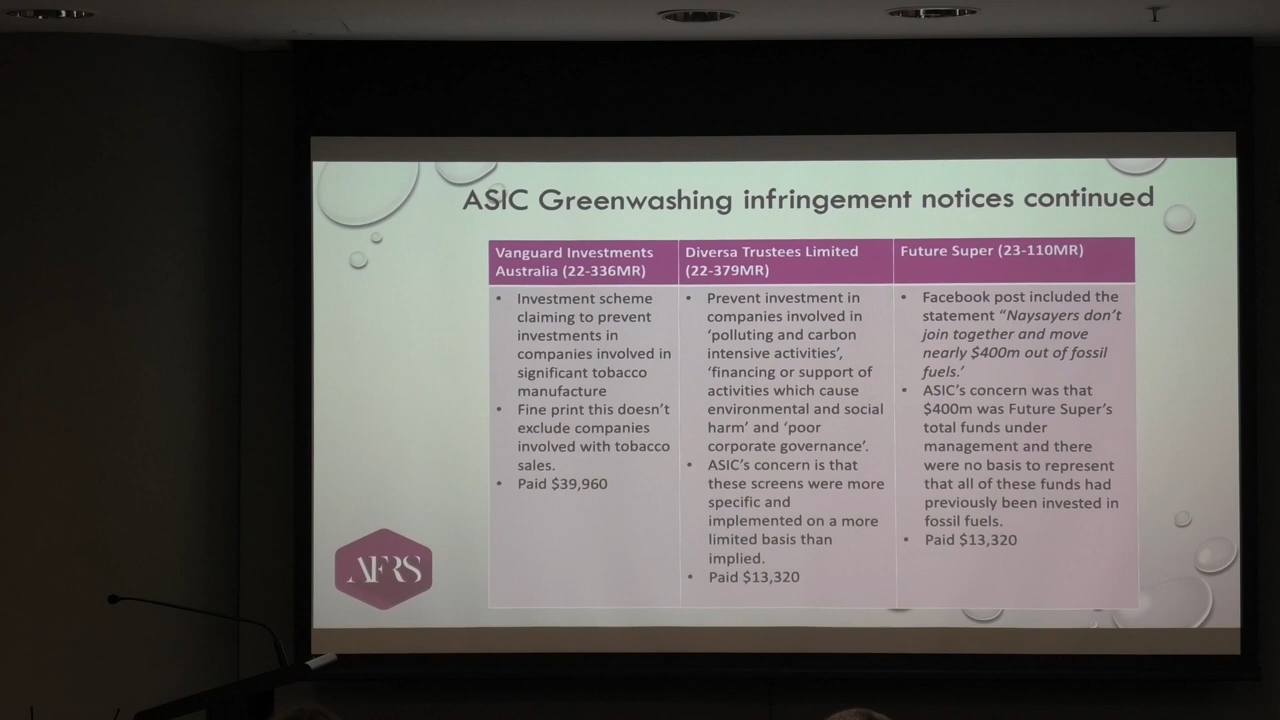 ASIC Greenwashing infringement notices continued
Vanguard Investments
Australia (22-336MR)
• Investment scheme
claiming to prevent
investments in
companies involved in
significant tobacco
manufacture
• Fine print this doesn't
exclude companies
involved with tobacco
sales.
• Paid $39,960
Diversa Trustees Limited
(22-379MR)
• Prevent investment in
companies involved in
‘polluting and carbon
intensive activities’,
‘financing or support of
activities which cause
environmental and social
harm’ and ‘poor
corporate governance’.
• ASIC’s concern is that
these screens were more
specific and
implemented on a more
limited basis than
implied.
• Paid $13,320
Future Super (23-110MR)
• Facebook post included the
statement “Naysayers don’t
join together and move
nearly $400m out of fossil
fuels.’
• ASIC’s concern was that
$400m was Future Super’s
total funds under
management and there
were no basis to represent
that all of these funds had
previously been invested in
fossil fuels.
• Paid $13,320
AFRS